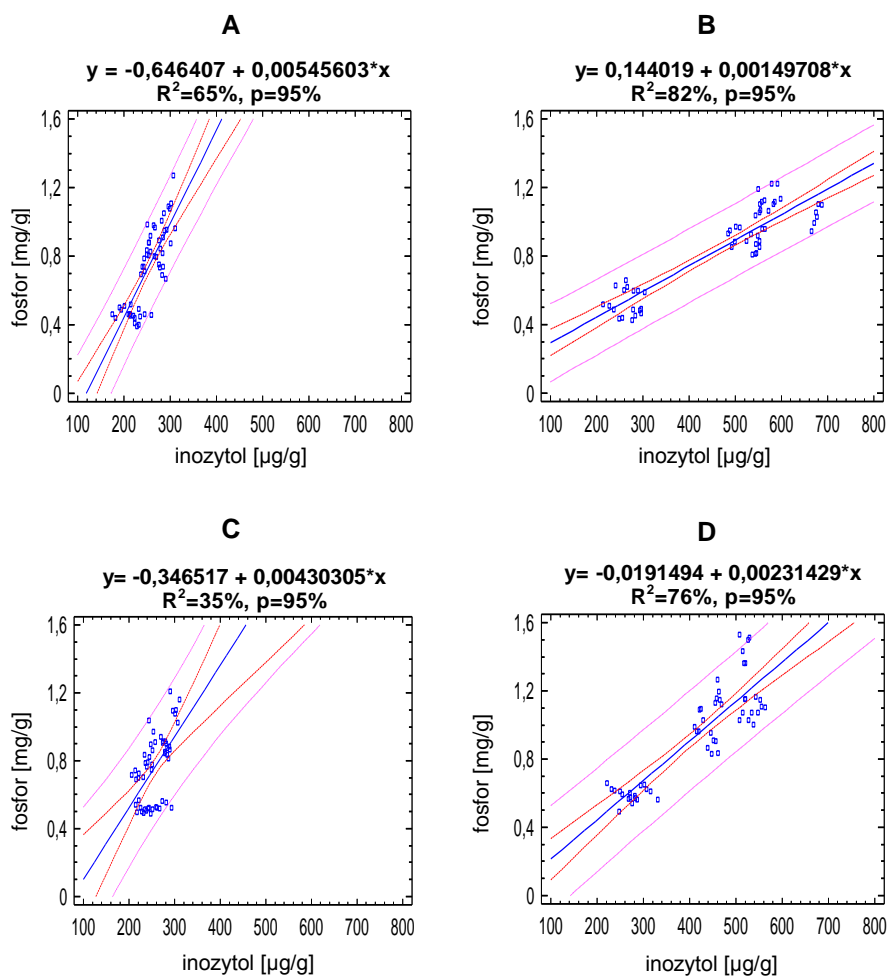 A
y = -0,646407 + 0,00545603*x
R²=65%, p=95%
1,6
1,2
0,8
0,4
0
fosfor [mg/g]
100 200 300 400 500 600 700 800
inozytol [µg/g]
B
y= 0,144019 + 0,00149708*x
R²=82%, p=95%
1,6
1,2
0,8
0,4
0
fosfor [mg/g]
100 200 300 400 500 600 700 800
inozytol [µg/g]
C
y= -0,346517 + 0,00430305*x
R²=35%, p=95%
1,6
1,2
0,8
0,4
0
fosfor [mg/g]
100 200 300 400 500 600 700 800
inozytol [µg/g]
D
y= -0,0191494 + 0,00231429*x
R²=76%, p=95%
1,6
1,2
0,8
0,4
0
fosfor [mg/g]
100 200 300 400 500 600 700 800
inozytol [µg/g]